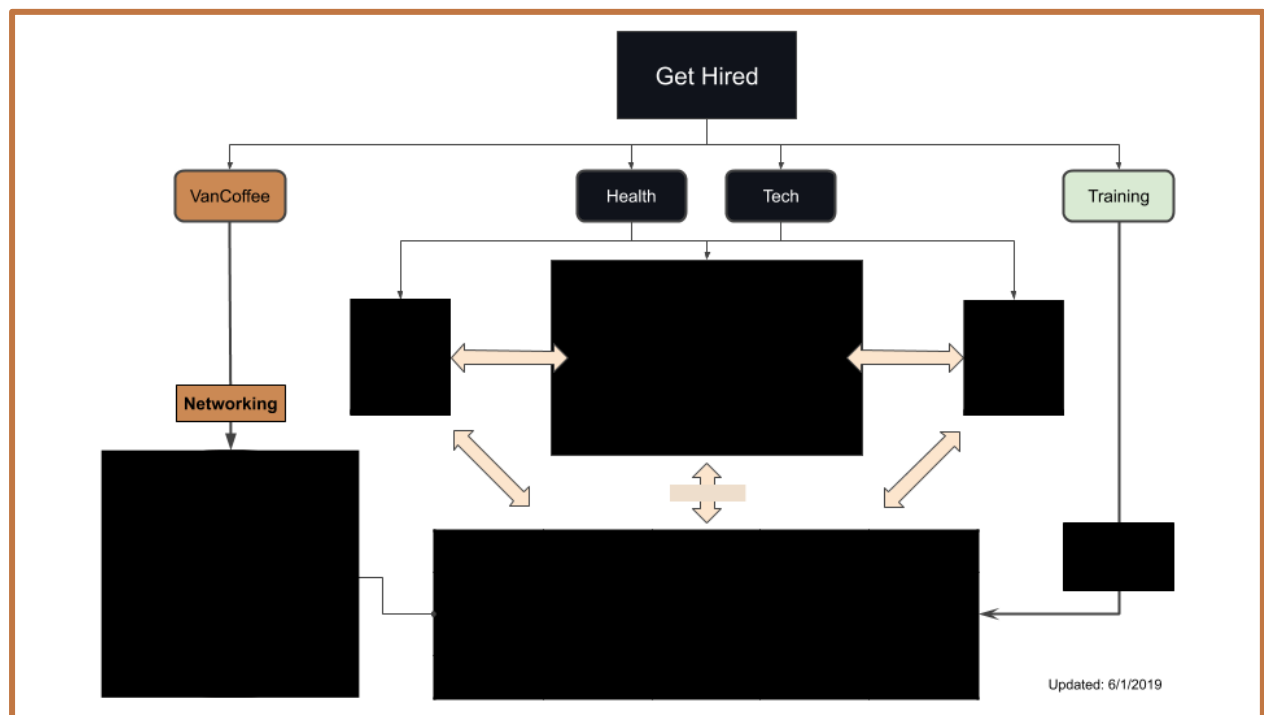 Get Hired
VanCoffee
Health
Tech
Training
Networking
Updated: 6/1/2019